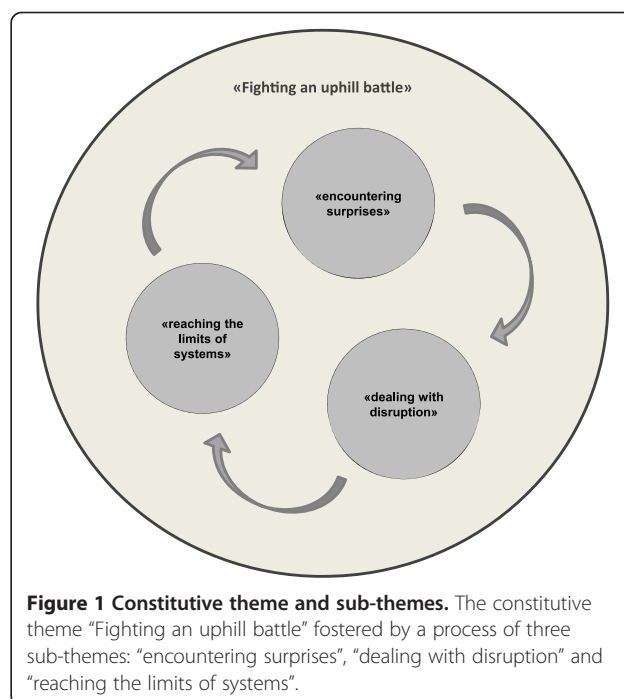 «Fighting an uphill battle»
«encountering
surprises»
«reaching the
limits of
systems»
«dealing with
disruption»
Figure 1 Constitutive theme and sub-themes. The constitutive
theme “Fighting an uphill battle” fostered by a process of three
sub-themes: “encountering surprises”, “dealing with disruption” and
“reaching the limits of systems”.